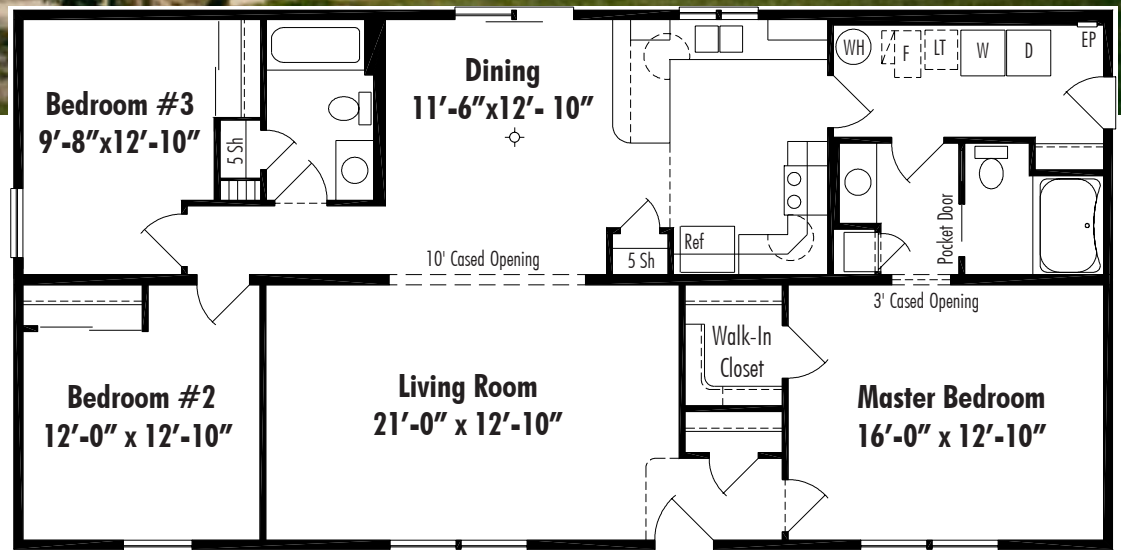 Bedroom #3
9’-8”x12’-10”
5 Sh
Dining
11’-6”x12’- 10”
10' Cased Opening
5 Sh
Ref
WH
F
LT
W
D
EP
Pocket Door
3' Cased Opening
Bedroom #2
12’-0” x 12’-10”
Living Room
21’-0” x 12’-10”
Walk-In
Closet
Master Bedroom
16’-0” x 12’-10”